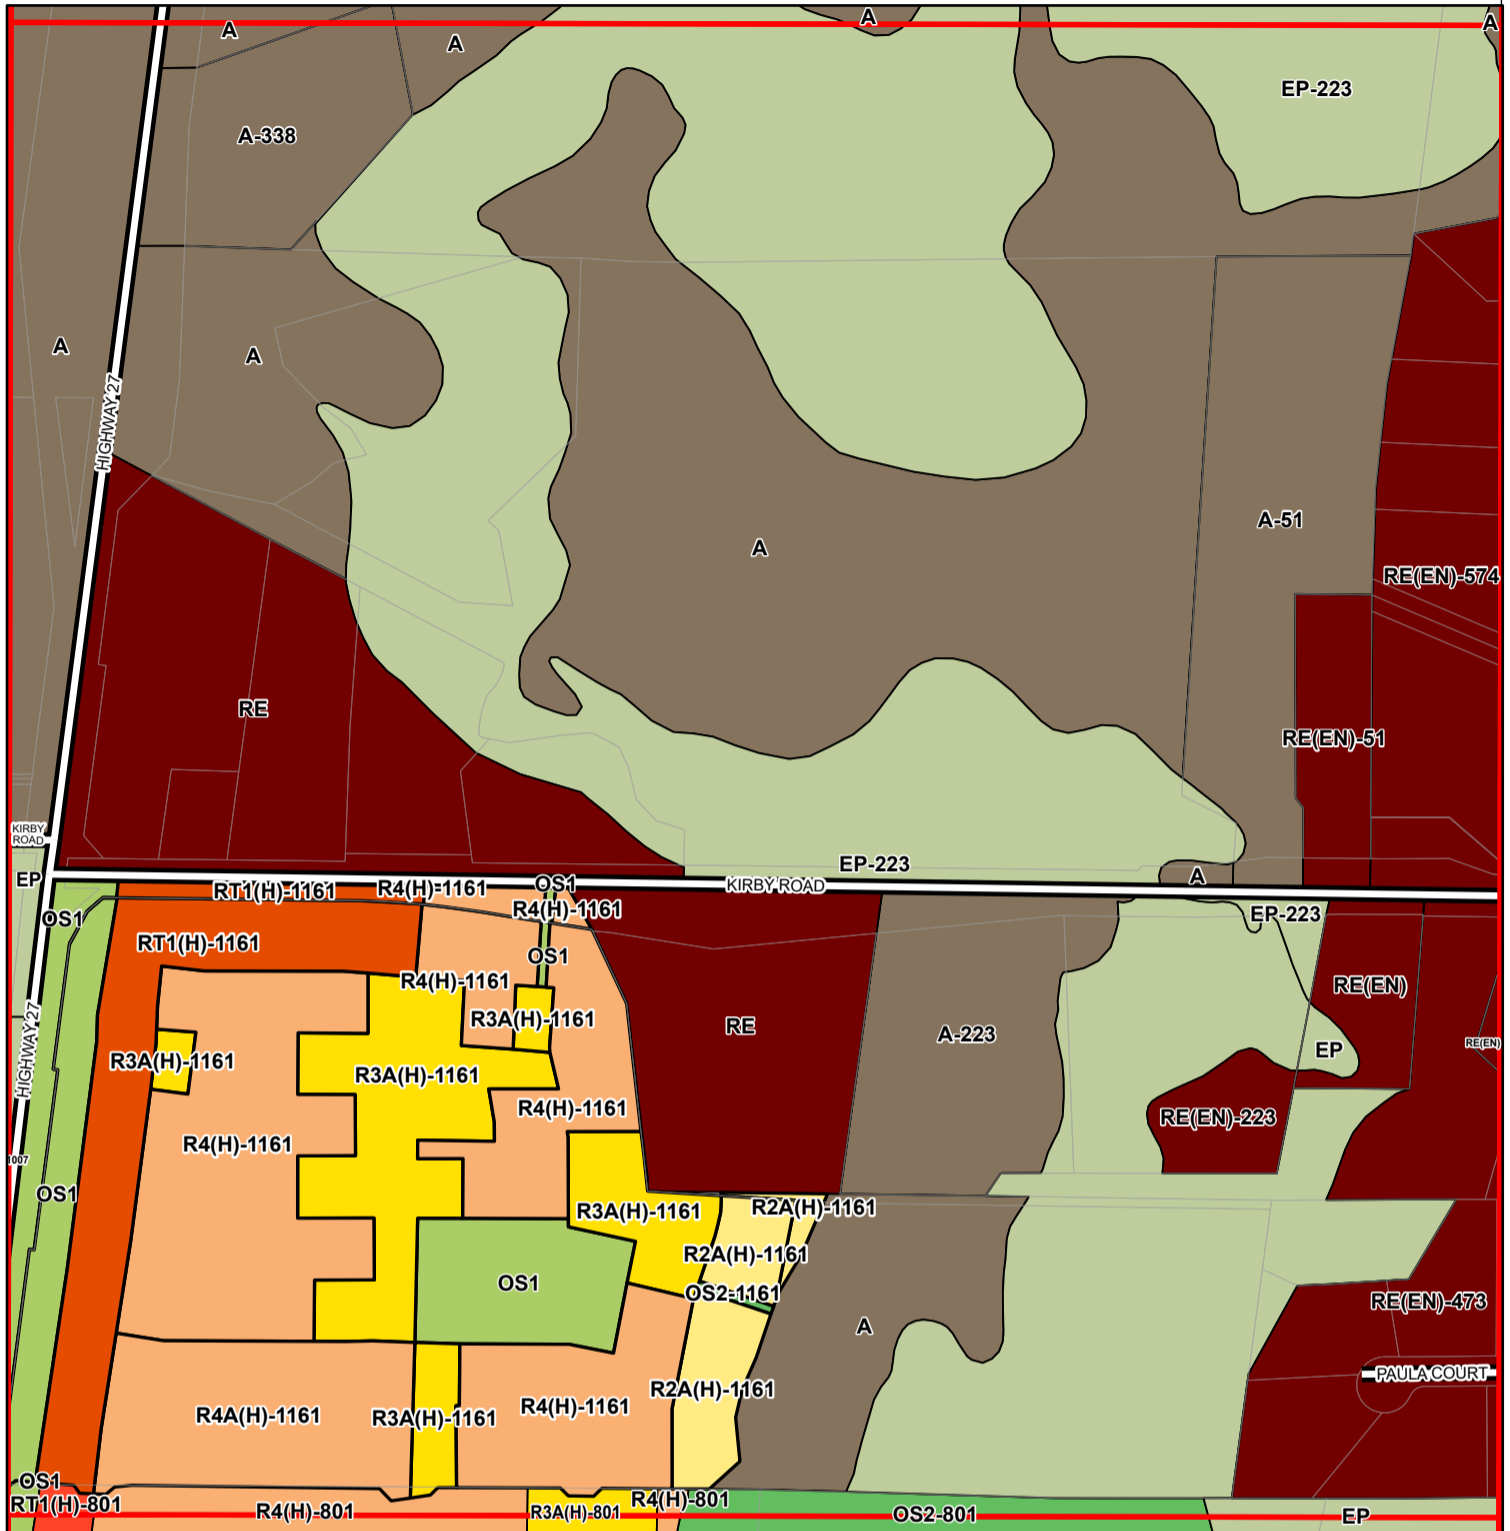 A
A
A
A
EP-223
A-338
A
A
HIGHWAY 27
A-51
A
RE(EN)-574
RE
RE(EN)-51
KIRBY
ROAD
EP-223
A
EP
KIRBY ROAD
OS1
RT1(H)-1161
R4(H)-1161
R4(H)-1161
EP-223
OS1
RT1(H)-1161
OS1
R4(H)-1161
RE(EN)
R3A(H)-1161
RE
A-223
RE(EN)
EP
HIGHWAY 27
R3A(H)-1161
R3A(H)-1161
R4(H)-1161
RE(EN)-223
R4(H)-1161
1007
OS1
R3A(H)-1161
R2A(H)-1161
R2A(H)-1161
OS1
OS2-1161
RE(EN)-473
A
PAULA COURT
R2A(H)-1161
R4A(H)-1161
R3A(H)-1161
R4(H)-1161
OS1
RT1(H)-801
R4(H)-801
R3A(H)-801
R4(H)-801
OS2-801
EP